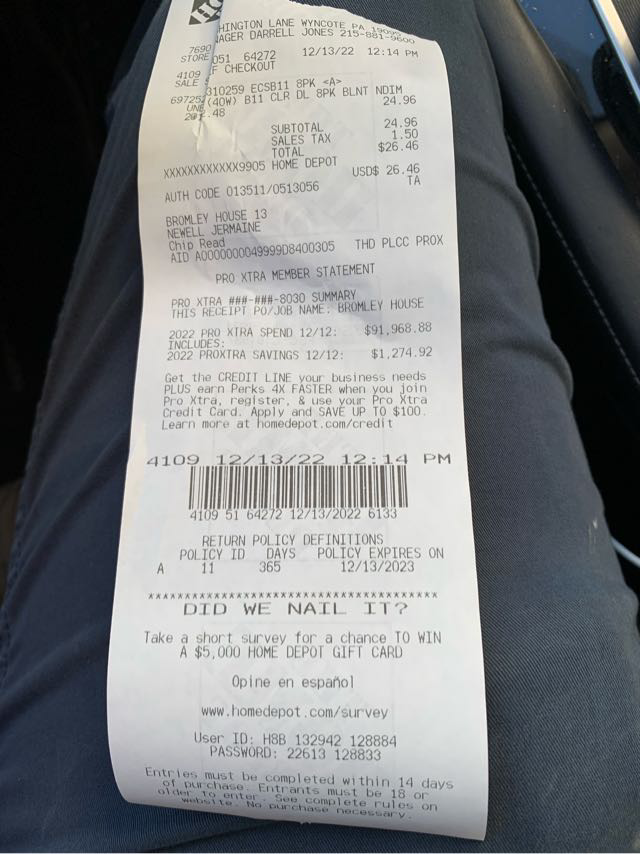 HINGTON LANE WYNCOTE PA 19095
AGER DARRELL JONES 215-881-9600
7690
STORE 051 64272 12/13/22 12:14 PM
4109 F CHECKOUT
SALE
310259 ECSB11 8PK <A>
69725 (40W) B11 CLR DL 8PK BLNT NDIM
24.96
.48
SUBTOTAL 24.96
SALES TAX 1.50
TOTAL $26.46
XXXXXXXXXXXX9905 HOME DEPOT
USD$ 26.46
AUTH CODE 013511/0513056 TA
BROMLEY HOUSE 13
NEWELL JERMAINE
Chip Read
AID A0000000049999D8400305 THD PLCC PROX
PRO XTRA MEMBER STATEMENT
PRO XTRA ###-###-8030 SUMMARY
THIS RECEIPT PO/JOB NAME: BROMLEY HOUSE
2022 PRO XTRA SPEND 12/12: $91,968.88
INCLUDES:
2022 PROXTRA SAVINGS 12/12: $1,274.92
Get the CREDIT LINE your business needs
PLUS earn Perks 4X FASTER when you join
Pro Xtra, register, & use your Pro Xtra
Credit Card. Apply and SAVE UP TO $100.
Learn more at homedepot.com/credit
4109 12/13/22 12:14 PM
4109 51 64272 12/13/2022 6133
RETURN POLICY DEFINITIONS
POLICY ID DAYS POLICY EXPIRES ON
A 11 365 12/13/2023
****************************************
DID WE NAIL IT?
Take a short survey for a chance TO WIN
A $5,000 HOME DEPOT GIFT CARD
Opine en español
www.homedepot.com/survey
User ID: H8B 132942 128884
PASSWORD: 22613 128833
Entries must be completed within 14 days
of purchase. Entrants must be 18 or
older to enter. See complete rules on
website. No purchase necessary.